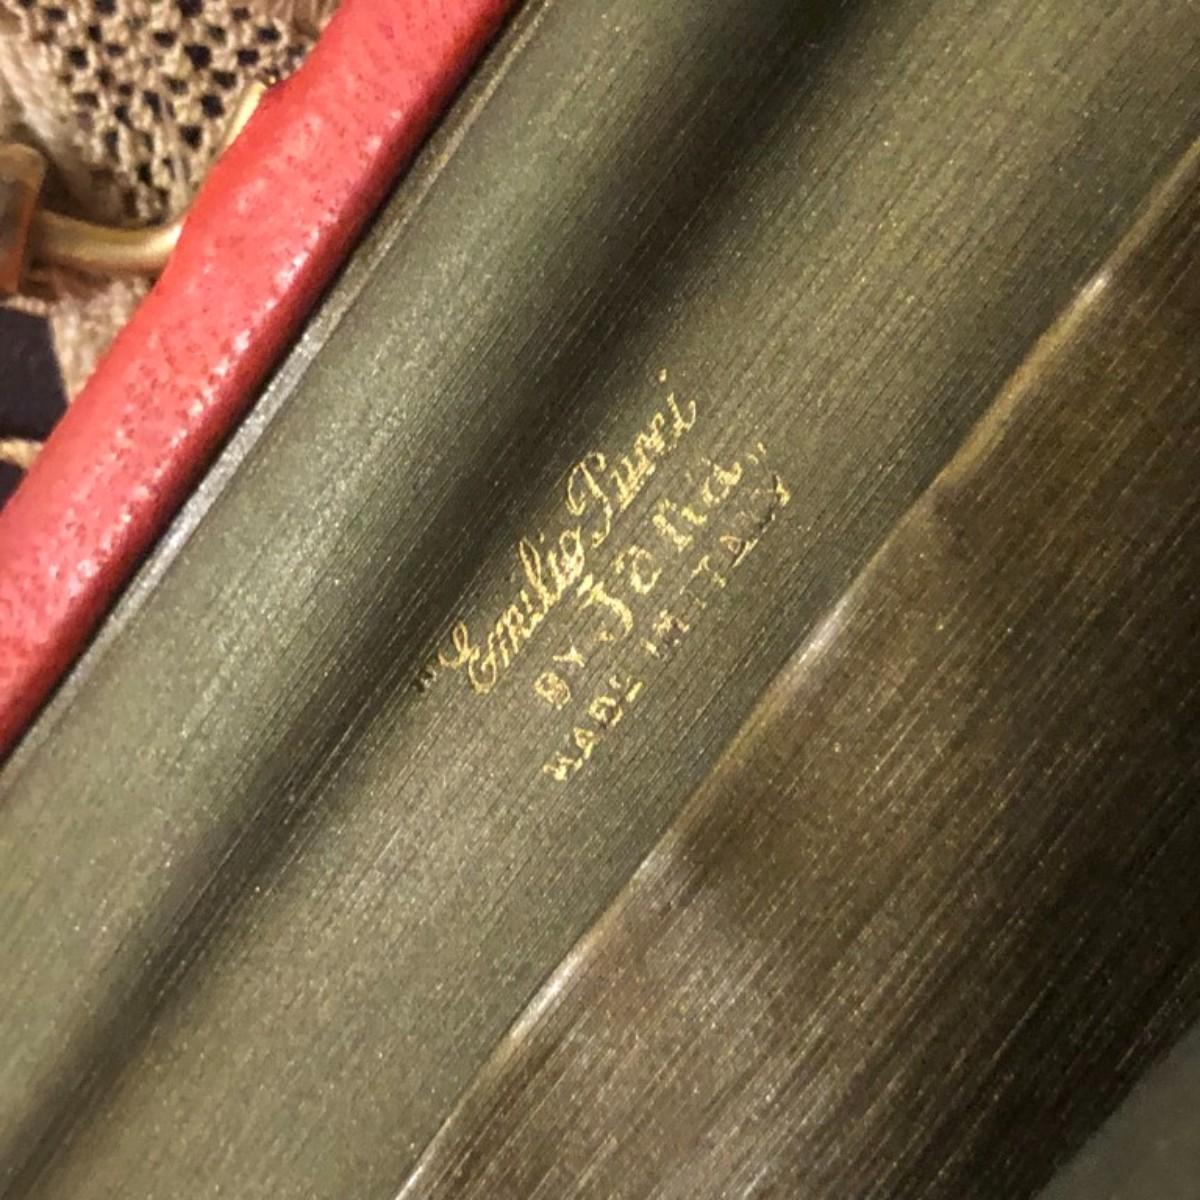 "Emilio Pucci
BY Jana"
MADE IN ITALY